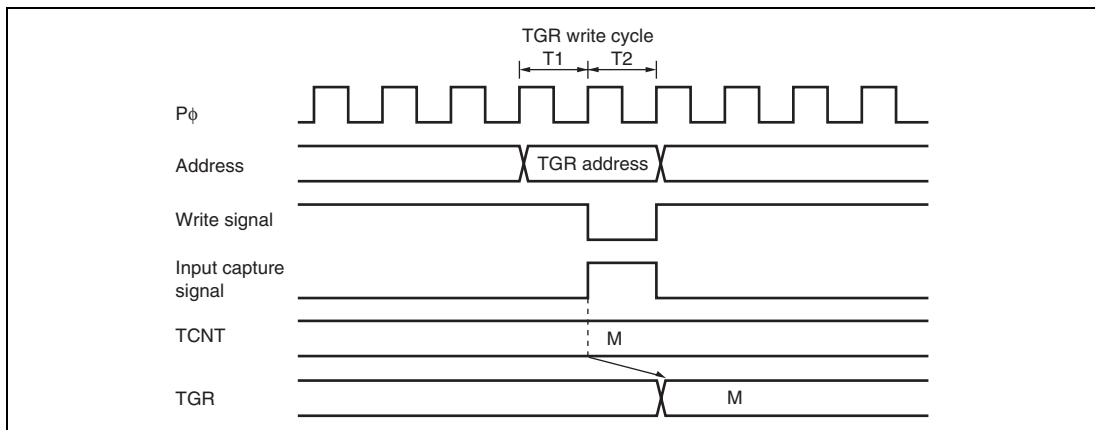 TGR write cycle
T1 T2
Pϕ
Address
TGR address
Write signal
Input capture
signal
TCNT
M
TGR
M